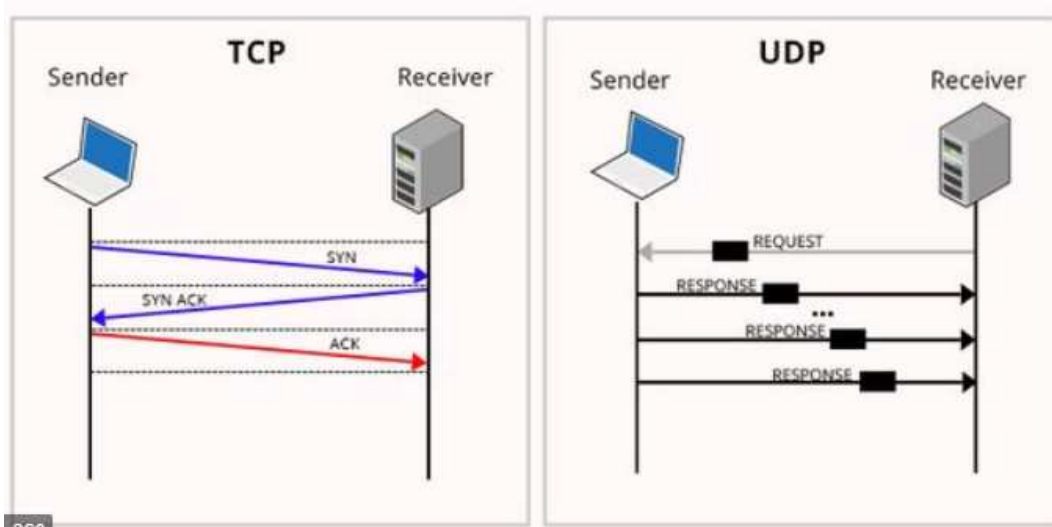 TCP
Sender
Receiver
SYN
SYN ACK
ACK
UDP
Sender
Receiver
REQUEST
RESPONSE
...
RESPONSE
RESPONSE